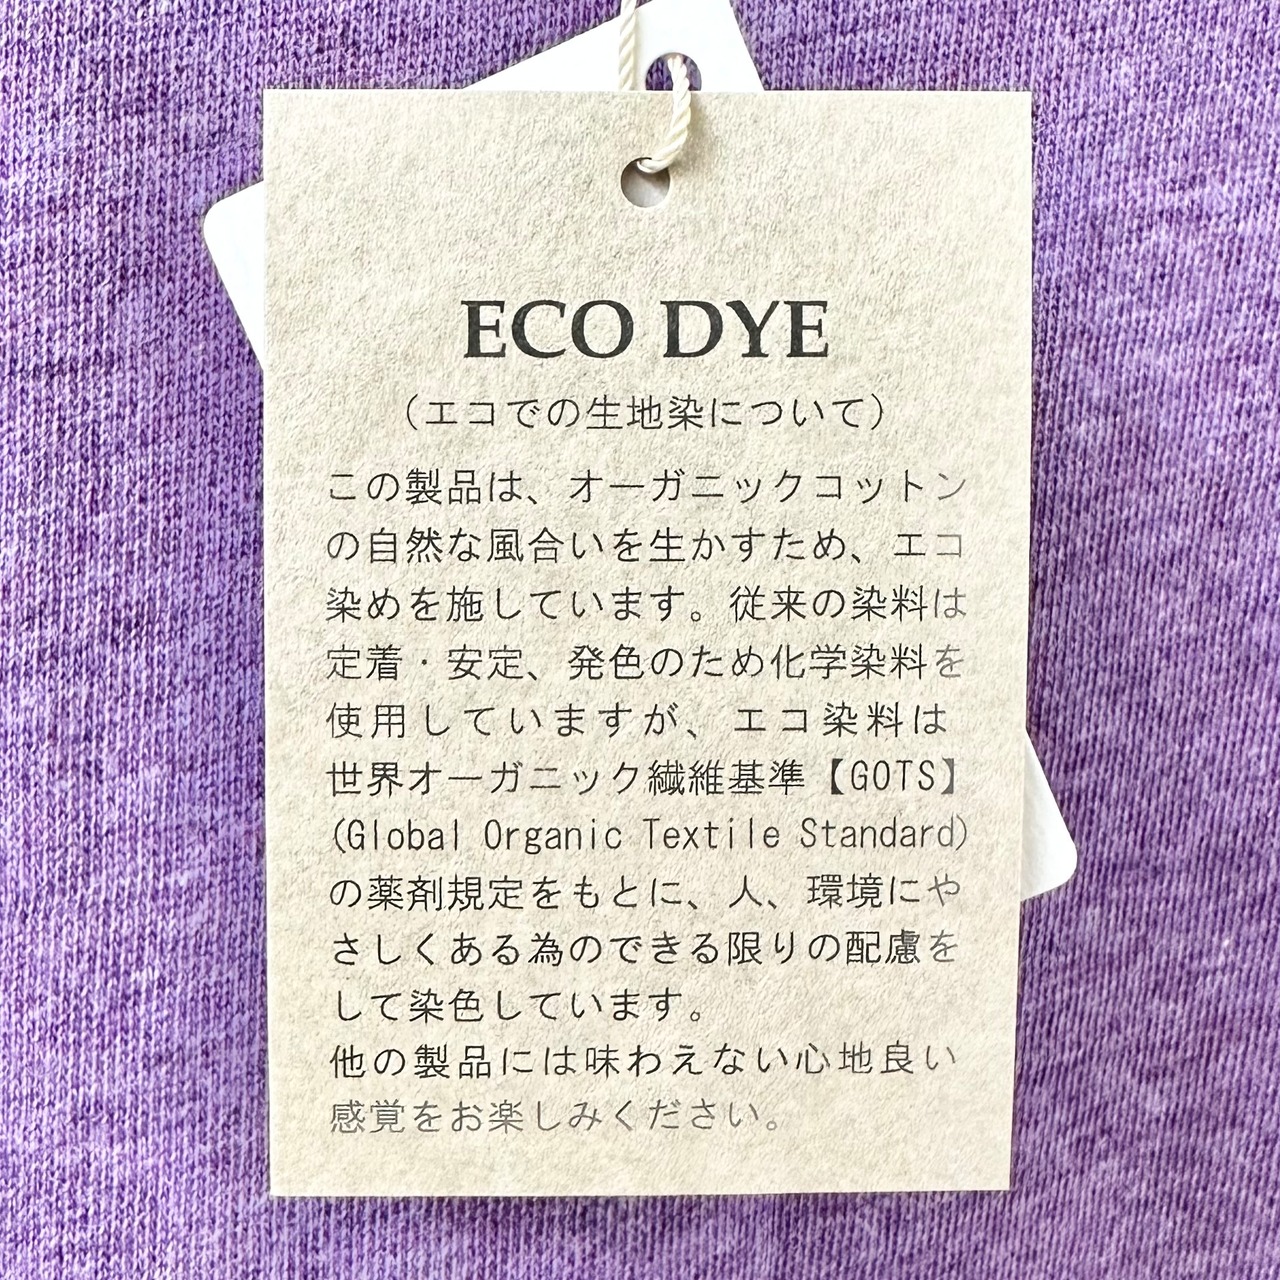 ECO DYE
（エコでの生地染について）
この製品は、オーガニックコットン
の自然な風合いを生かすため、エコ
染めを施しています。従来の染料は
定着・安定、発色のため化学染料を
使用していますが、エコ染料は
世界オーガニック繊維基準【GOTS】
(Global Organic Textile Standard)
の薬剤規定をもとに、人、環境にや
さしくある為のできる限りの配慮を
して染色しています。
他の製品には味わえない心地良い
感覚をお楽しみください。